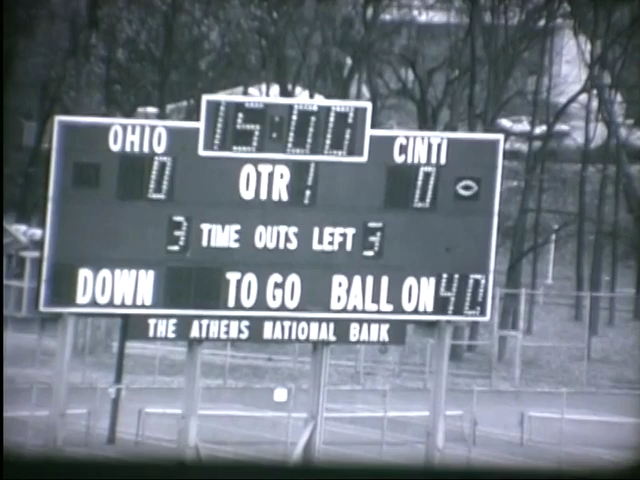 15:00
OHIO CINTI
0 QTR 1 0
3 TIME OUTS LEFT 3
DOWN TO GO BALL ON 40
THE ATHENS NATIONAL BANK